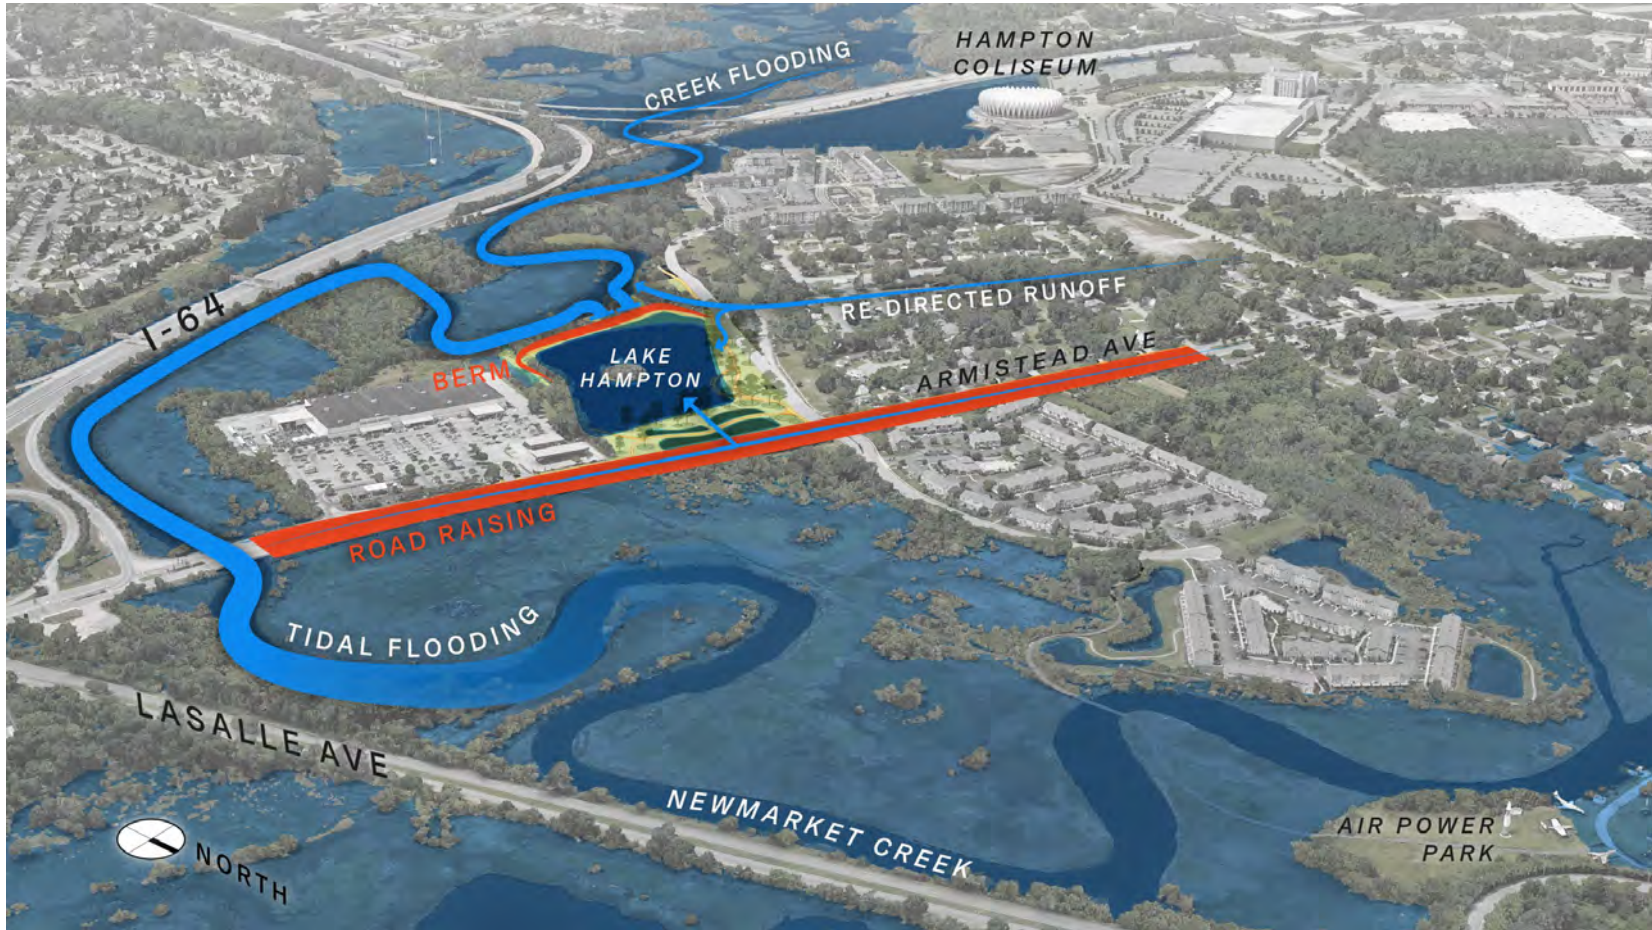 HAMPTON
COLISEUM
CREEK FLOODING
I-64
RE-DIRECTED RUNOFF
LAKE
HAMPTON
BERM
ARMISTEAD AVE
ROAD RAISING
TIDAL FLOODING
LASALLE AVE
NEWMARKET CREEK
AIR POWER
PARK
NORTH